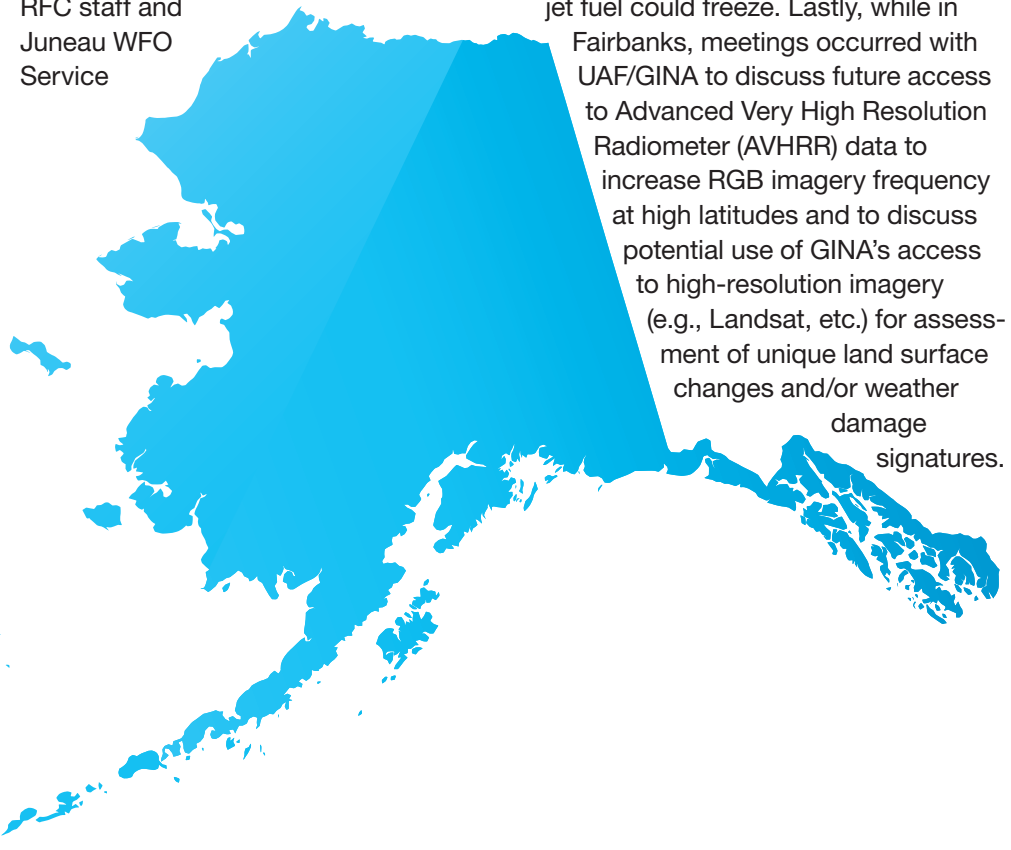 RFC staff and
Juneau WFO
Service
jet fuel could freeze. Lastly, while in
Fairbanks, meetings occurred with
UAF/GINA to discuss future access
to Advanced Very High Resolution
Radiometer (AVHRR) data to
increase RGB imagery frequency
at high latitudes and to discuss
potential use of GINA’s access
to high-resolution imagery
(e.g., Landsat, etc.) for assess-
ment of unique land surface
changes and/or weather
damage
signatures.